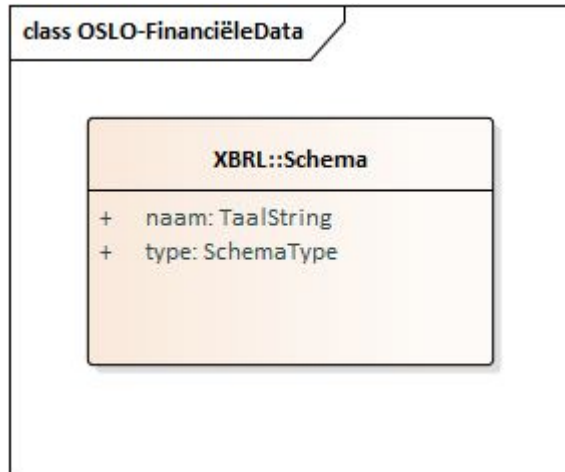 class OSLO-FinanciëleData
XBRL::Schema
+ naam: TaalString
+ type: SchemaType